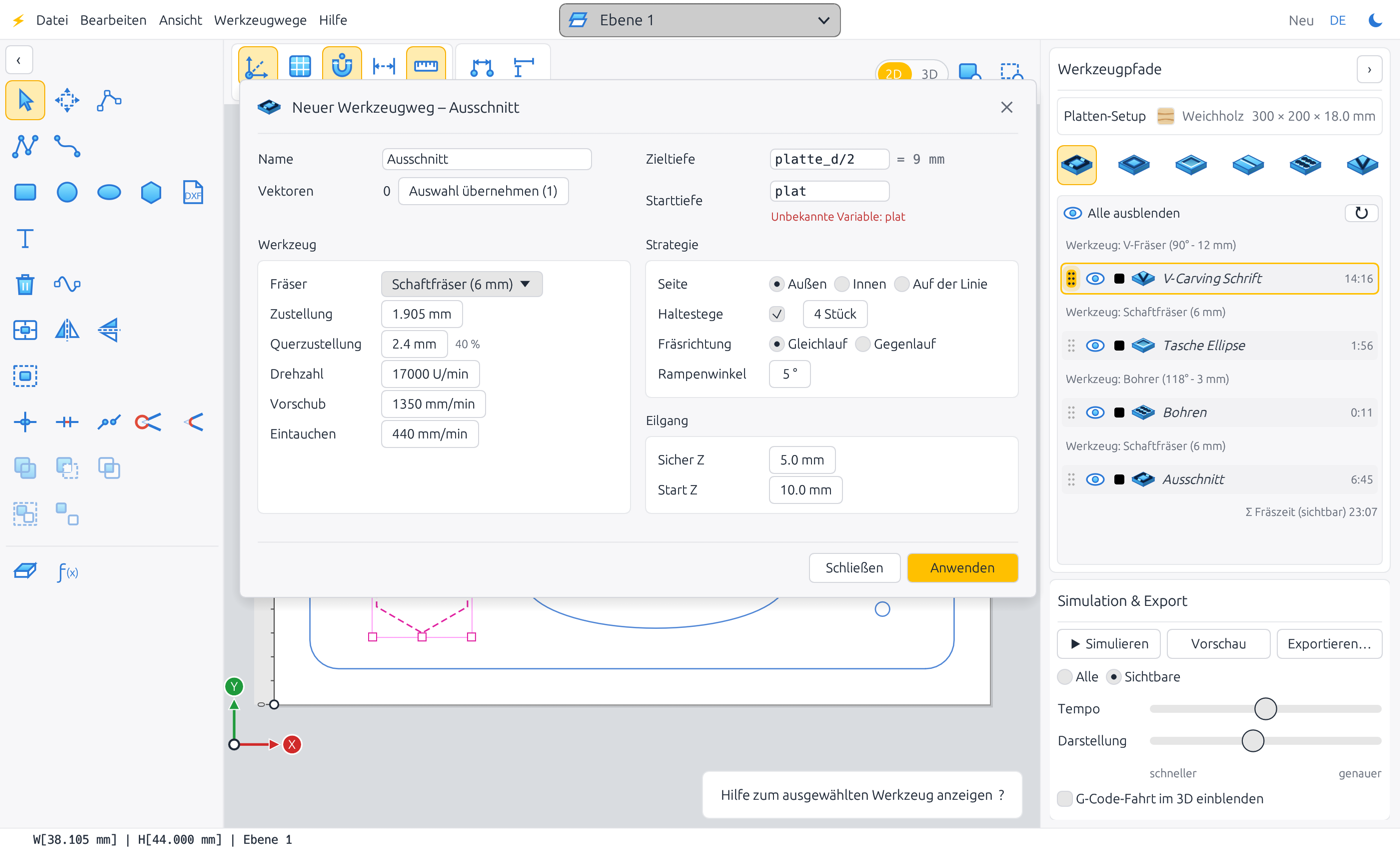 Datei Bearbeiten Ansicht Werkzeugwege Hilfe
Ebene 1
Neu DE
2D 3D
DXF
T
f(x)
Neuer Werkzeugweg – Ausschnitt
Name Ausschnitt
Vektoren 0 Auswahl übernehmen (1)
Zieltiefe platte_d/2 = 9 mm
Starttiefe plat
Unbekannte Variable: plat
Werkzeug
Fräser Schaftfräser (6 mm)
Zustellung 1.905 mm
Querzustellung 2.4 mm 40 %
Drehzahl 17000 U/min
Vorschub 1350 mm/min
Eintauchen 440 mm/min
Strategie
Seite Außen Innen Auf der Linie
Haltestege 4 Stück
Fräsrichtung Gleichlauf Gegenlauf
Rampenwinkel 5 °
Eilgang
Sicher Z 5.0 mm
Start Z 10.0 mm
Schließen Anwenden
Y
0
X
Hilfe zum ausgewählten Werkzeug anzeigen ?
Werkzeugpfade
Platten-Setup Weichholz 300 × 200 × 18.0 mm
Alle ausblenden
Werkzeug: V-Fräser (90° - 12 mm)
V-Carving Schrift 14:16
Werkzeug: Schaftfräser (6 mm)
Tasche Ellipse 1:56
Werkzeug: Bohrer (118° - 3 mm)
Bohren 0:11
Werkzeug: Schaftfräser (6 mm)
Ausschnitt 6:45
Σ Fräszeit (sichtbar) 23:07
Simulation & Export
Simulieren Vorschau Exportieren…
Alle Sichtbare
Tempo
Darstellung
schneller genauer
G-Code-Fahrt im 3D einblenden
W[38.105 mm] | H[44.000 mm] | Ebene 1